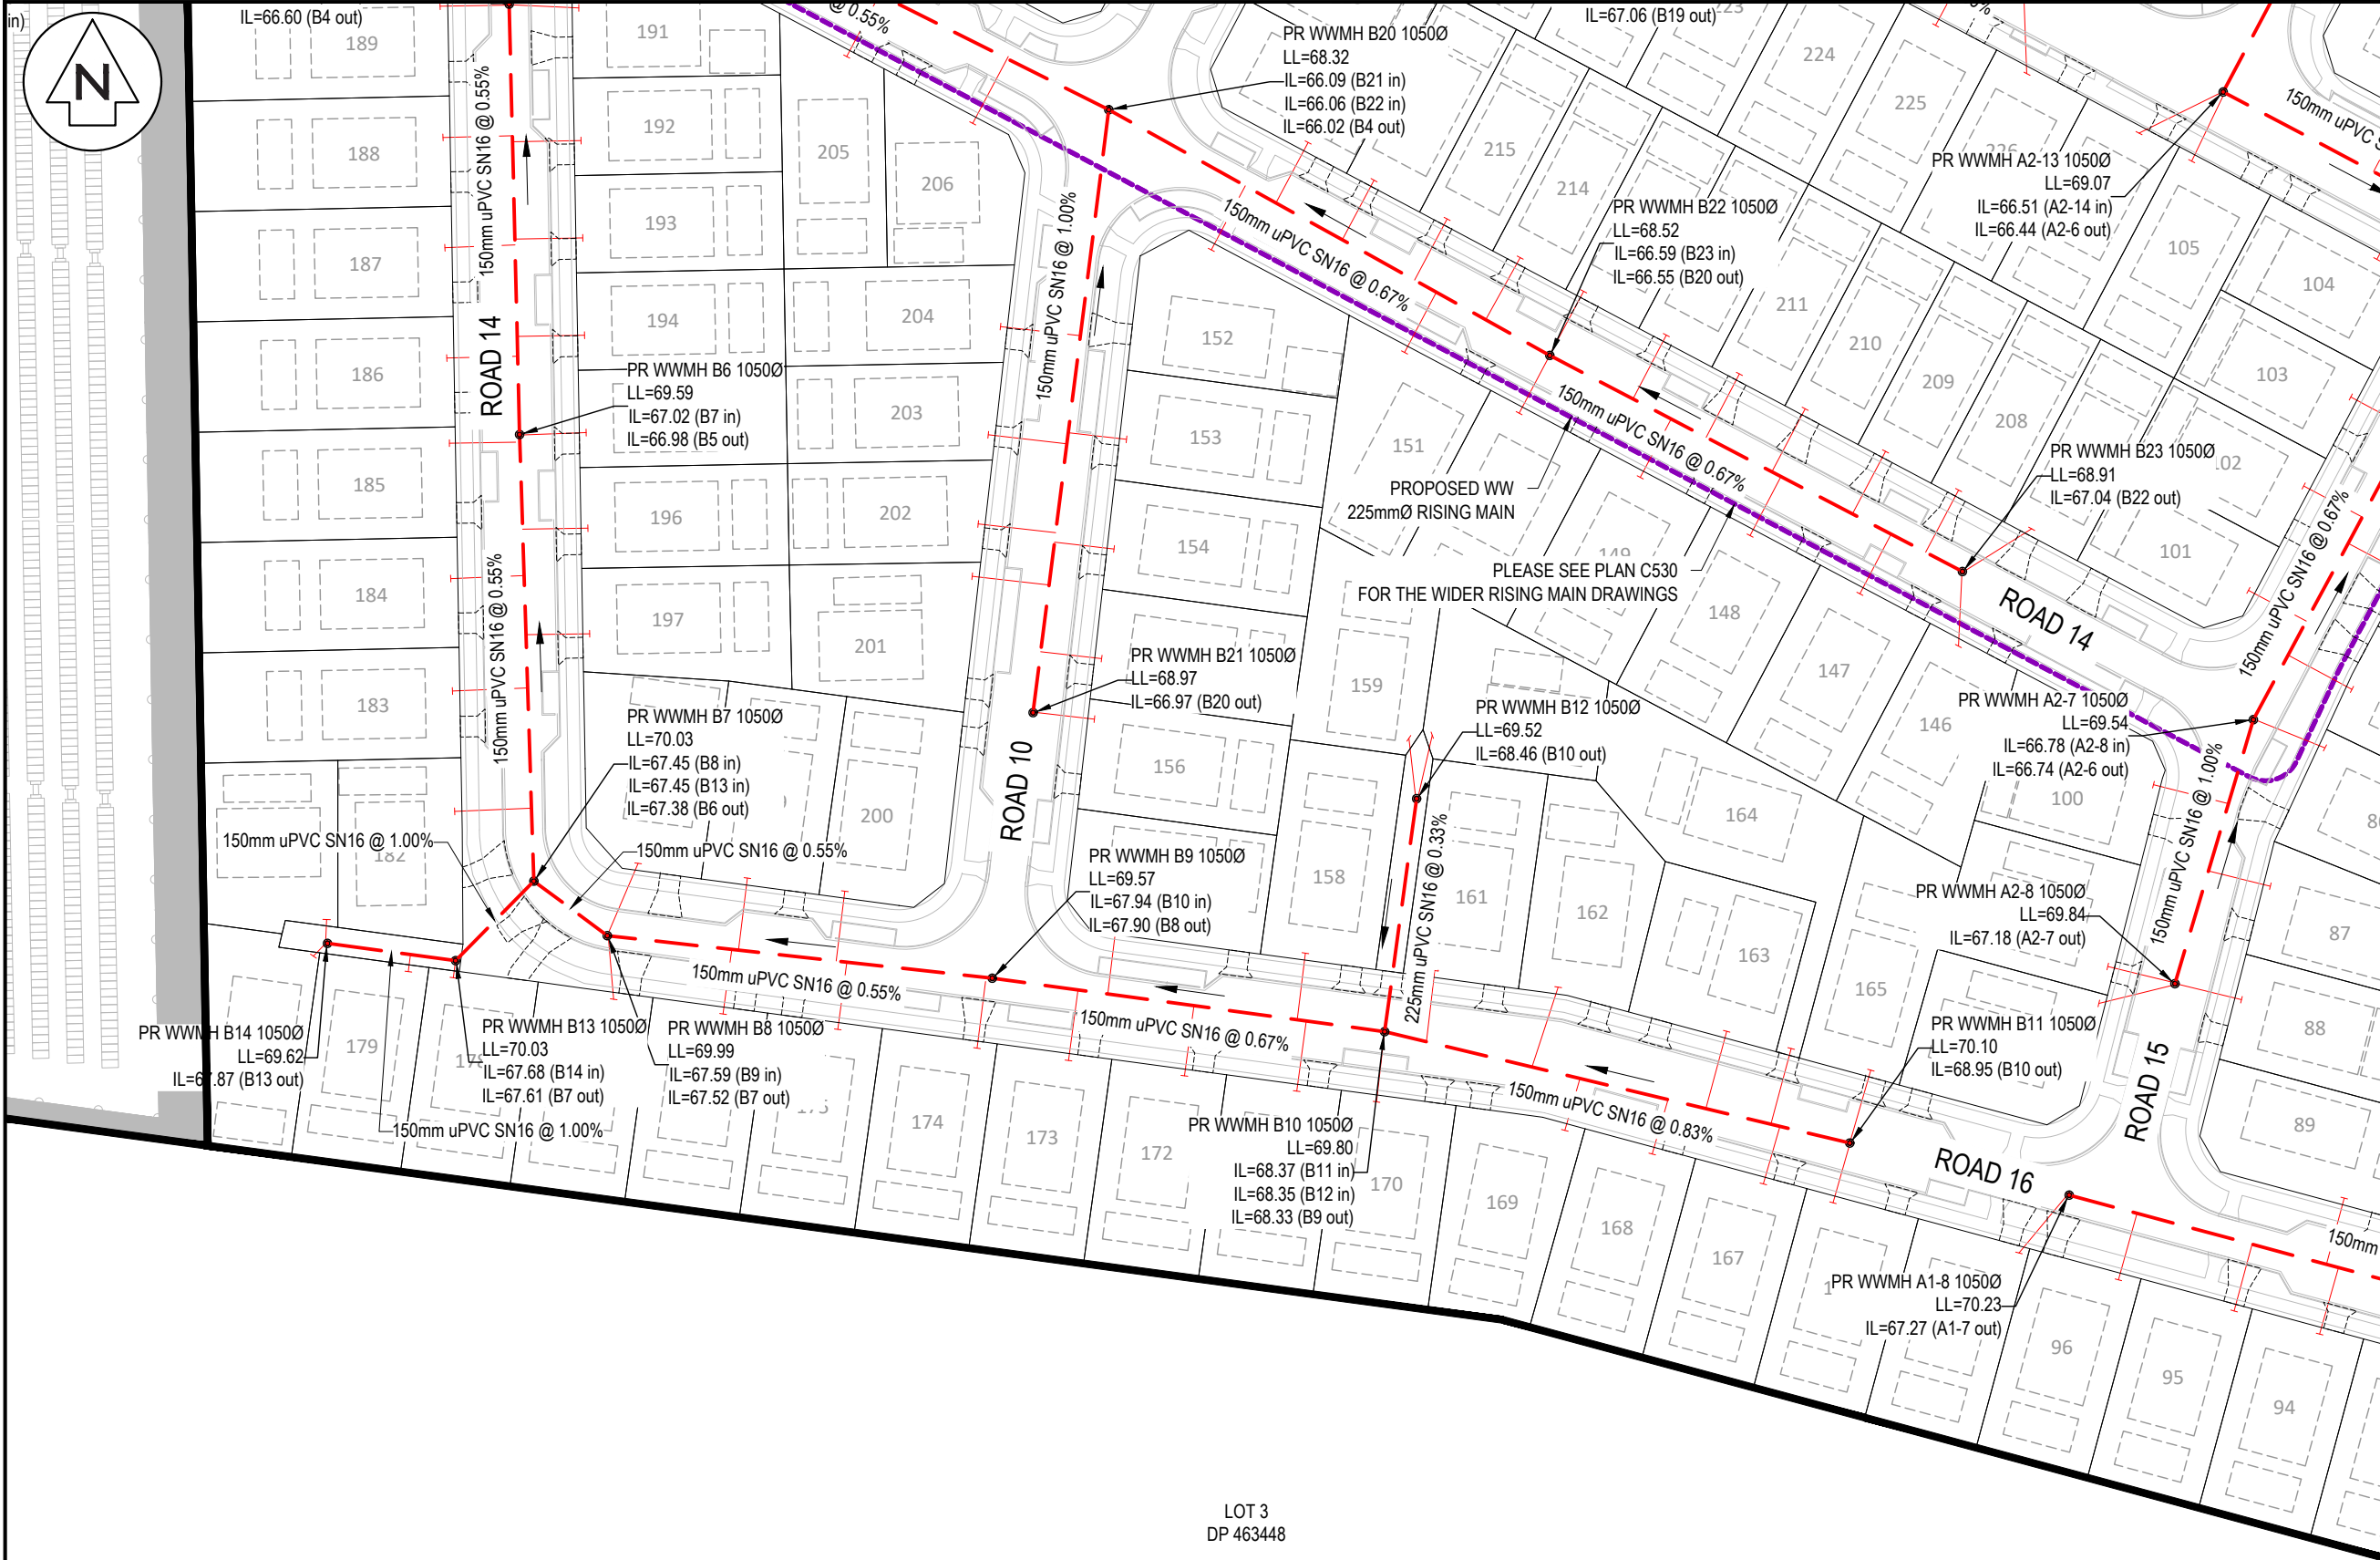 in)
N
IL=66.60 (B4 out)
189
188
187
186
185
184
183
182
191
192
193
194
196
197
205
206
204
203
202
201
200
150mm uPVC SN16 @ 0.55%
ROAD 14
150mm uPVC SN16 @ 0.55%
PR WWMH B6 1050Ø
LL=69.59
IL=67.02 (B7 in)
IL=66.98 (B5 out)
PR WWMH B7 1050Ø
LL=70.03
IL=67.45 (B8 in)
IL=67.45 (B13 in)
IL=67.38 (B6 out)
150mm uPVC SN16 @ 1.00%
150mm uPVC SN16 @ 0.55%
@ 0.55%
PR WWMH B20 1050Ø
LL=68.32
IL=66.09 (B21 in)
IL=66.06 (B22 in)
IL=66.02 (B4 out)
IL=67.06 (B19 out)
223
224
225
226
215
214
211
210
209
208
150mm uPVC SN16 @ 1.00%
150mm uPVC SN16 @ 0.67%
PR WWMH B22 1050Ø
LL=68.52
IL=66.59 (B23 in)
IL=66.55 (B20 out)
PR WWMH A2-13 1050Ø
LL=69.07
IL=66.51 (A2-14 in)
IL=66.44 (A2-6 out)
150mm uPVC S
105
104
103
102
101
100
152
153
154
156
151
149
148
147
146
150mm uPVC SN16 @ 0.67%
PROPOSED WW
225mmØ RISING MAIN
PLEASE SEE PLAN C530
FOR THE WIDER RISING MAIN DRAWINGS
PR WWMH B23 1050Ø
LL=68.91
IL=67.04 (B22 out)
ROAD 14
150mm uPVC SN16 @ 0.67%
PR WWMH B21 1050Ø
LL=68.97
IL=66.97 (B20 out)
ROAD 10
159
158
161
162
163
164
165
PR WWMH B12 1050Ø
LL=69.52
IL=68.46 (B10 out)
225mm uPVC SN16 @ 0.33%
PR WWMH A2-7 1050Ø
LL=69.54
IL=66.78 (A2-8 in)
IL=66.74 (A2-6 out)
150mm uPVC SN16 @ 1.00%
PR WWMH A2-8 1050Ø
LL=69.84
IL=67.18 (A2-7 out)
87
88
89
PR WWMH B9 1050Ø
LL=69.57
IL=67.94 (B10 in)
IL=67.90 (B8 out)
150mm uPVC SN16 @ 0.55%
150mm uPVC SN16 @ 0.67%
150mm uPVC SN16 @ 0.83%
PR WWMH B14 1050Ø
LL=69.62
IL=67.87 (B13 out)
179
PR WWMH B13 1050Ø
LL=70.03
IL=67.68 (B14 in)
IL=67.61 (B7 out)
150mm uPVC SN16 @ 1.00%
PR WWMH B8 1050Ø
LL=69.99
IL=67.59 (B9 in)
IL=67.52 (B7 out)
174
173
172
170
169
168
167
PR WWMH B10 1050Ø
LL=69.80
IL=68.37 (B11 in)
IL=68.35 (B12 in)
IL=68.33 (B9 out)
PR WWMH B11 1050Ø
LL=70.10
IL=68.95 (B10 out)
ROAD 15
ROAD 16
150mm
PR WWMH A1-8 1050Ø
LL=70.23
IL=67.27 (A1-7 out)
96
95
94
LOT 3
DP 463448